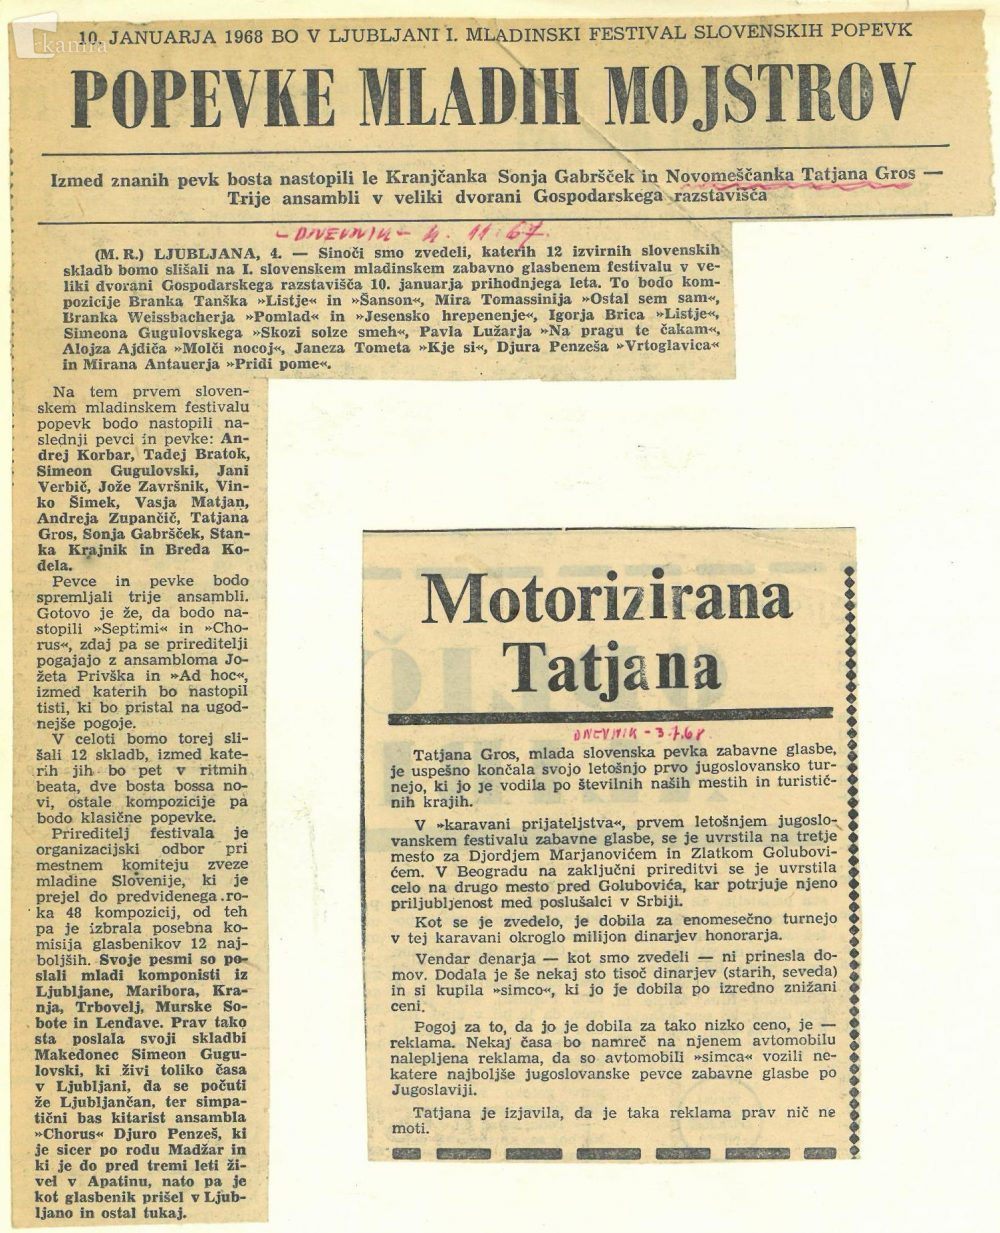 kamra
10. JANUARJA 1968 BO V LJUBLJANI I. MLADINSKI FESTIVAL SLOVENSKIH POPEVK
POPEVKE MLADIH MOJSTROV
Izmed znanih pevk bosta nastopili le Kranjčanka Sonja Gabršček in Novomeščanka Tatjana Gros —
Trije ansambli v veliki dvorani Gospodarskega razstavišča
- DNEVNIK - 4. 11. 67.
(M. R.) LJUBLJANA, 4. — Sinoči smo zvedeli, katerih 12 izvirnih slovenskih
skladb bomo slišali na I. slovenskem mladinskem zabavno glasbenem festivalu v ve-
liki dvorani Gospodarskega razstavišča 10. januarja prihodnjega leta. To bodo kom-
pozicije Branka Tanška »Listje« in »Šanson«, Mira Tomassinija »Ostal sem sam«,
Branka Weissbacherja »Pomlad« in »Jesensko hrepenenje«, Igorja Brica »Listje«,
Simeona Gugulovskega »Skozi solze smeh«, Pavla Lužarja »Na pragu te čakam«,
Alojza Ajdiča »Molči nocoj«, Janeza Tometa »Kje si«, Djura Penzeša »Vrtoglavica«
in Mirana Antauerja »Pridi pome«.
Na tem prvem sloven-
skem mladinskem festivalu
popevk bodo nastopili na-
slednji pevci in pevke: An-
drej Korbar, Tadej Bratok,
Simeon Gugulovski, Jani
Verbič, Jože Završnik, Vin-
ko Šimek, Vasja Matjan,
Andreja Zupančič, Tatjana
Gros, Sonja Gabršček, Stan-
ka Krajnik in Breda Ko-
dela.
Pevce in pevke bodo
spremljali trije ansambli.
Gotovo je že, da bodo na-
stopili »Septimi« in »Cho-
rus«, zdaj pa se prireditelji
pogajajo z ansambloma Jo-
žeta Privška in »Ad hoc«,
izmed katerih bo nastopil
tisti, ki bo pristal na ugod-
nejše pogoje.
V celoti bomo torej sli-
šali 12 skladb, izmed kate-
rih jih bo pet v ritmih
beata, dve bosta bossa no-
vi, ostale kompozicije pa
bodo klasične popevke.
Prireditelj festivala je
organizacijski odbor pri
mestnem komiteju zveze
mladine Slovenije, ki je
prejel do predvidenega ro-
ka 48 kompozicij, od teh
pa je izbrala posebna ko-
misija glasbenikov 12 naj-
boljših. Svoje pesmi so po-
slali mladi komponisti iz
Ljubljane, Maribora, Kra-
nja, Trbovelj, Murske So-
bote in Lendave. Prav tako
sta poslala svoji skladbi
Makedonec Simeon Gugu-
lovski, ki živi toliko časa
v Ljubljani, da se počuti
že Ljubljančan, ter simpa-
tični bas kitarist ansambla
»Chorus« Djuro Penzeš, ki
je sicer po rodu Madžar in
ki je do pred tremi leti ži-
vel v Apatinu, nato pa je
kot glasbenik prišel v Ljub-
ljano in ostal tukaj.
Motorizirana
Tatjana
DNEVNIK - 3.7.68.
Tatjana Gros, mlada slovenska pevka zabavne glasbe,
je uspešno končala svojo letošnjo prvo jugoslovansko tur-
nejo, ki jo je vodila po številnih naših mestih in turistič-
nih krajih.
V »karavani prijateljstva«, prvem letošnjem jugoslo-
vanskem festivalu zabavne glasbe, se je uvrstila na tretje
mesto za Djordjem Marjanovićem in Zlatkom Golubovi-
ćem. V Beogradu na zaključni prireditvi se je uvrstila
celo na drugo mesto pred Golubovića, kar potrjuje njeno
priljubljenost med poslušalci v Srbiji.
Kot se je zvedelo, je dobila za enomesečno turnejo
v tej karavani okroglo milijon dinarjev honorarja.
Vendar denarja — kot smo zvedeli — ni prinesla do-
mov. Dodala je še nekaj sto tisoč dinarjev (starih, seveda)
in si kupila »simco«, ki jo je dobila po izredno znižani
ceni.
Pogoj za to, da jo je dobila za tako nizko ceno, je —
reklama. Nekaj časa bo namreč na njenem avtomobilu
nalepljena reklama, da so avtomobili »simca« vozili ne-
katere najboljše jugoslovanske pevce zabavne glasbe po
Jugoslaviji.
Tatjana je izjavila, da je taka reklama prav nič ne
moti.